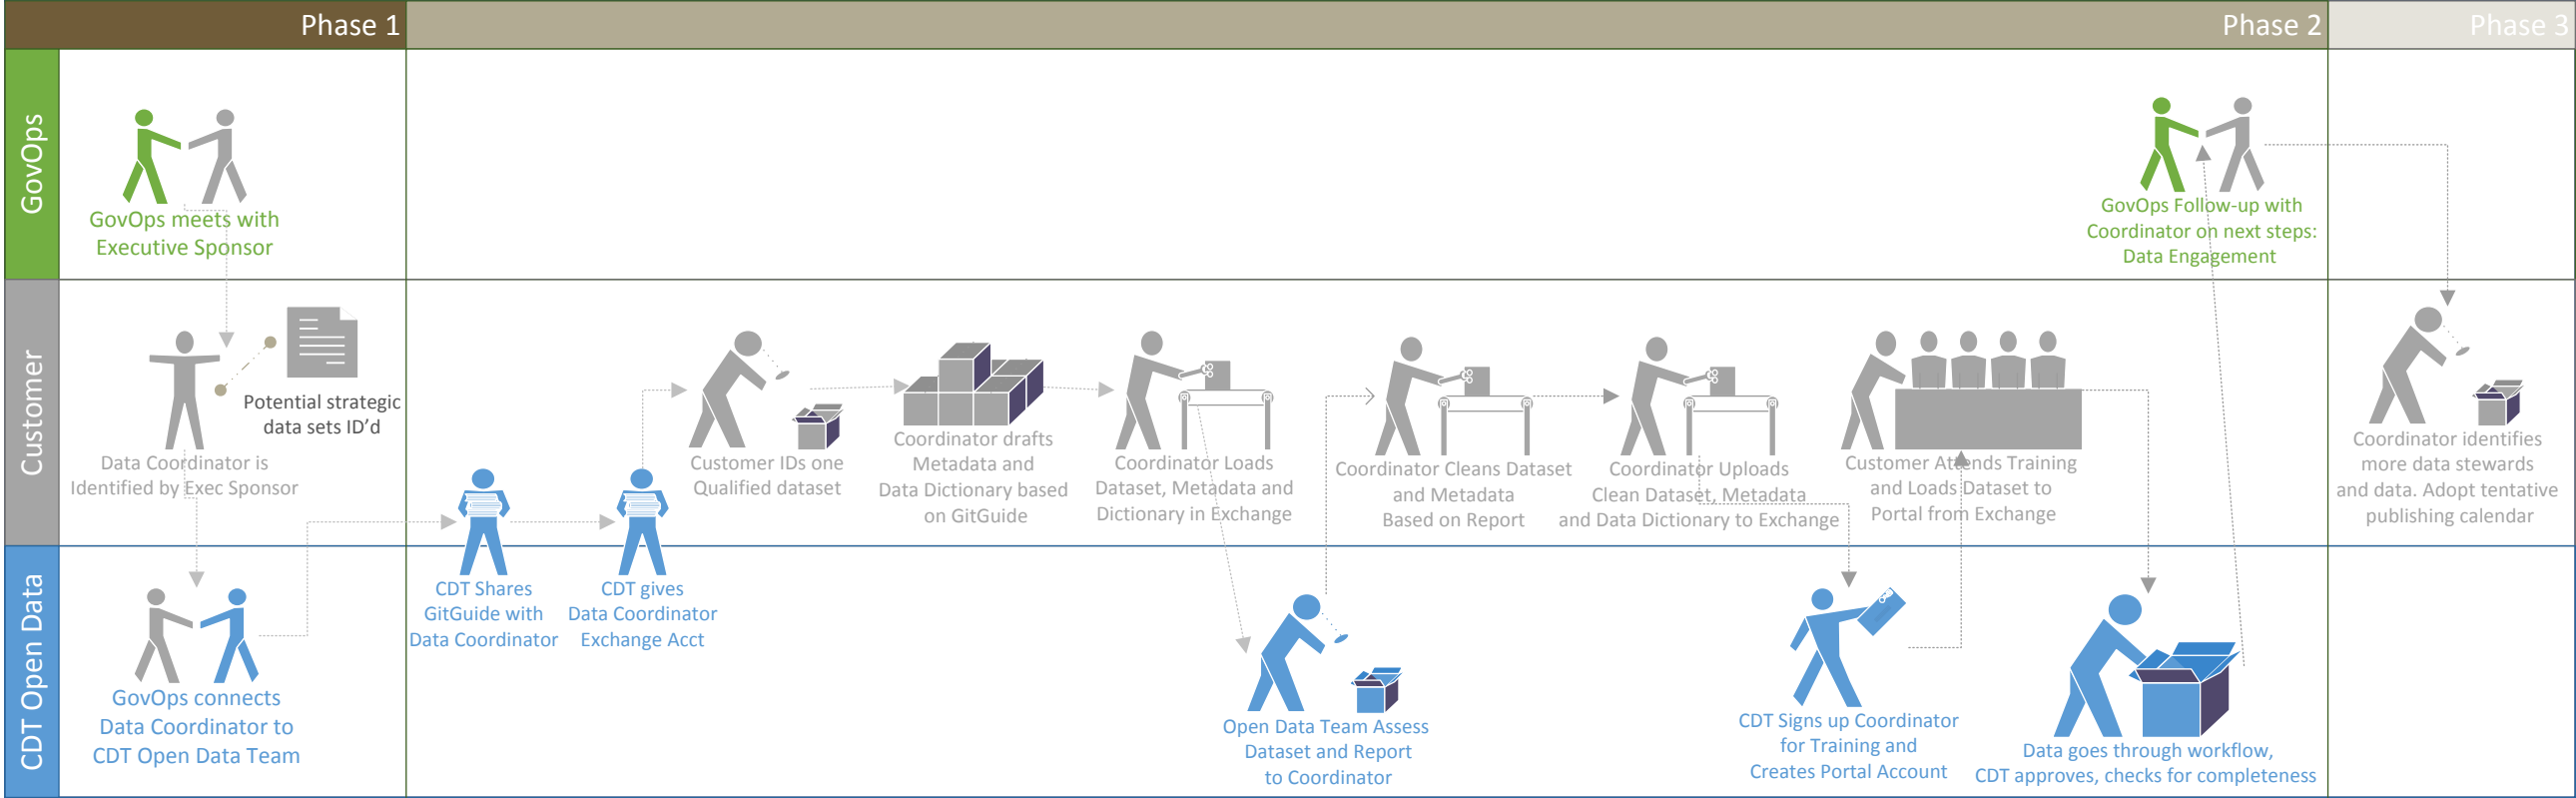 Phase 1
Phase 2
Phase 3
GovOps
GovOps meets with
Executive Sponsor
GovOps Follow-up with
Coordinator on next steps:
Data Engagement
Customer
Potential strategic
data sets ID'd
Data Coordinator is
Identified by Exec Sponsor
Customer IDs one
Qualified dataset
Coordinator drafts
Metadata and
Data Dictionary based
on GitGuide
Coordinator Loads
Dataset, Metadata and
Dictionary in Exchange
Coordinator Cleans Dataset
and Metadata
Based on Report
Coordinator Uploads
Clean Dataset, Metadata
and Data Dictionary to Exchange
Customer Attends Training
and Loads Dataset to
Portal from Exchange
Coordinator identifies
more data stewards
and data. Adopt tentative
publishing calendar
CDT Open Data
GovOps connects
Data Coordinator to
CDT Open Data Team
CDT Shares
GitGuide with
Data Coordinator
CDT gives
Data Coordinator
Exchange Acct
Open Data Team Assess
Dataset and Report
to Coordinator
CDT Signs up Coordinator
for Training and
Creates Portal Account
Data goes through workflow,
CDT approves, checks for completeness